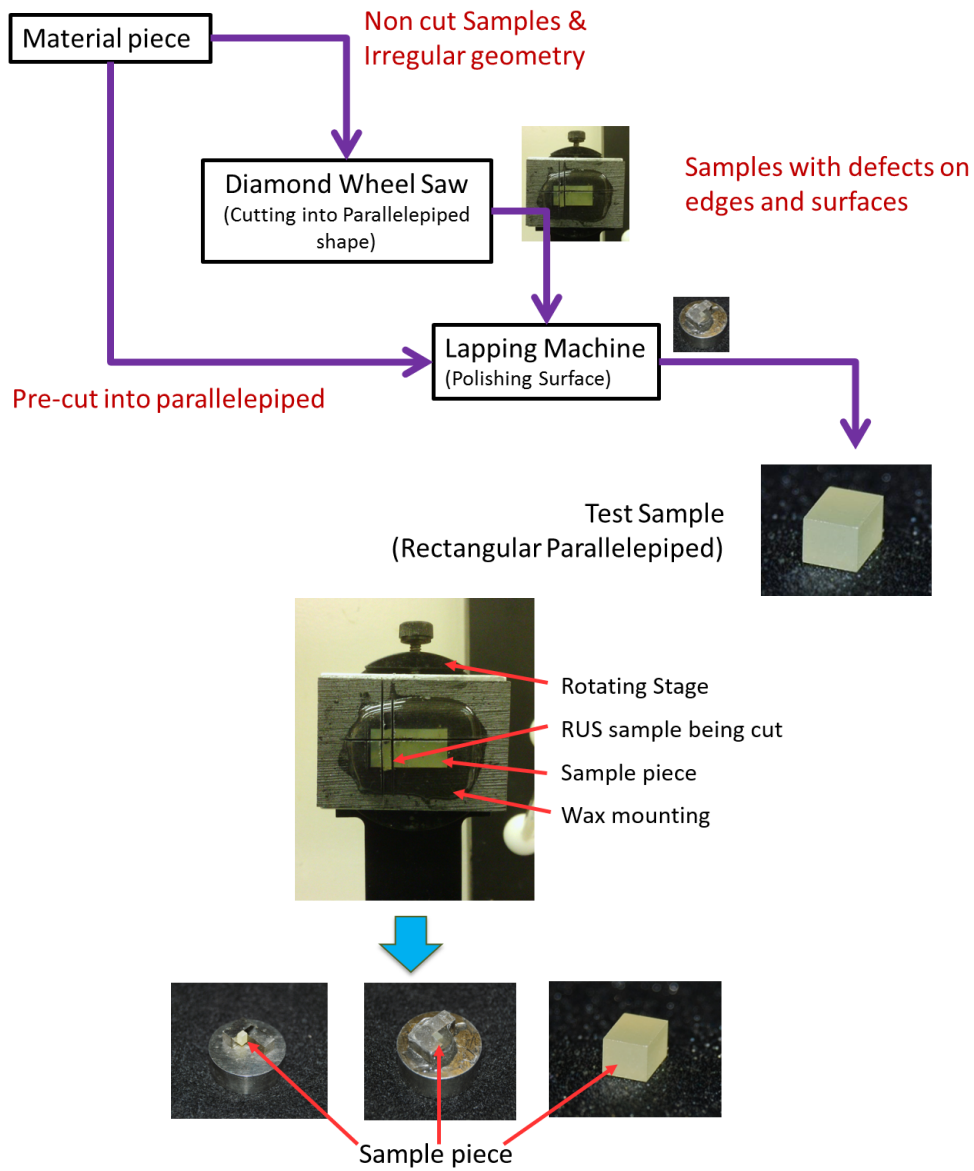 Material piece
Non cut Samples &
Irregular geometry
Diamond Wheel Saw
(Cutting into Parallelepiped
shape)
Samples with defects on
edges and surfaces
Lapping Machine
(Polishing Surface)
Pre-cut into parallelepiped
Test Sample
(Rectangular Parallelepiped)
Rotating Stage
RUS sample being cut
Sample piece
Wax mounting
Sample piece